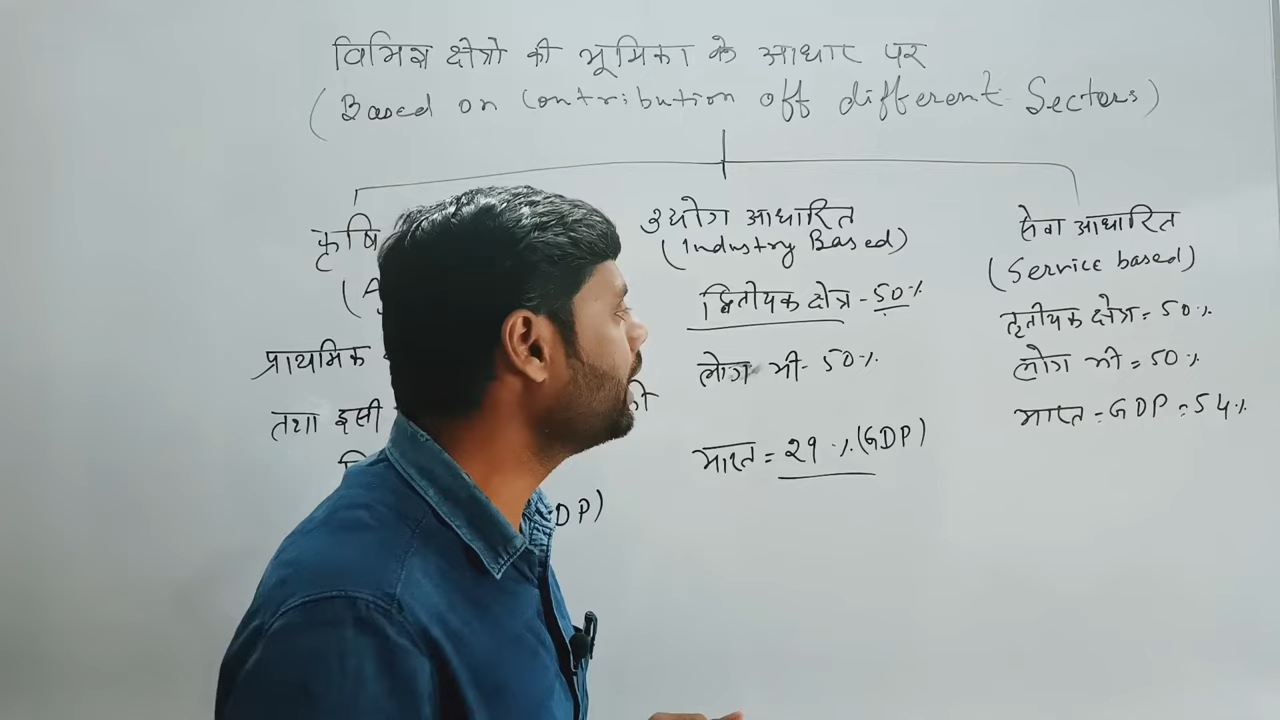 विभिन्न क्षेत्रो की भूमिका के आधार पर
(Based on Contribution off different Sectors)
कृषि
(A
प्राथमिक
तथा इसी
की
DP)
उद्योग आधारित
(Industry Based)
द्वितीयक क्षेत्र - 50%
लोग भी - 50%
भारत = 29 % (GDP)
सेवा आधारित
(Service based)
तृतीयक क्षेत्र = 50%
लोग भी = 50%
भारत = GDP = 54%